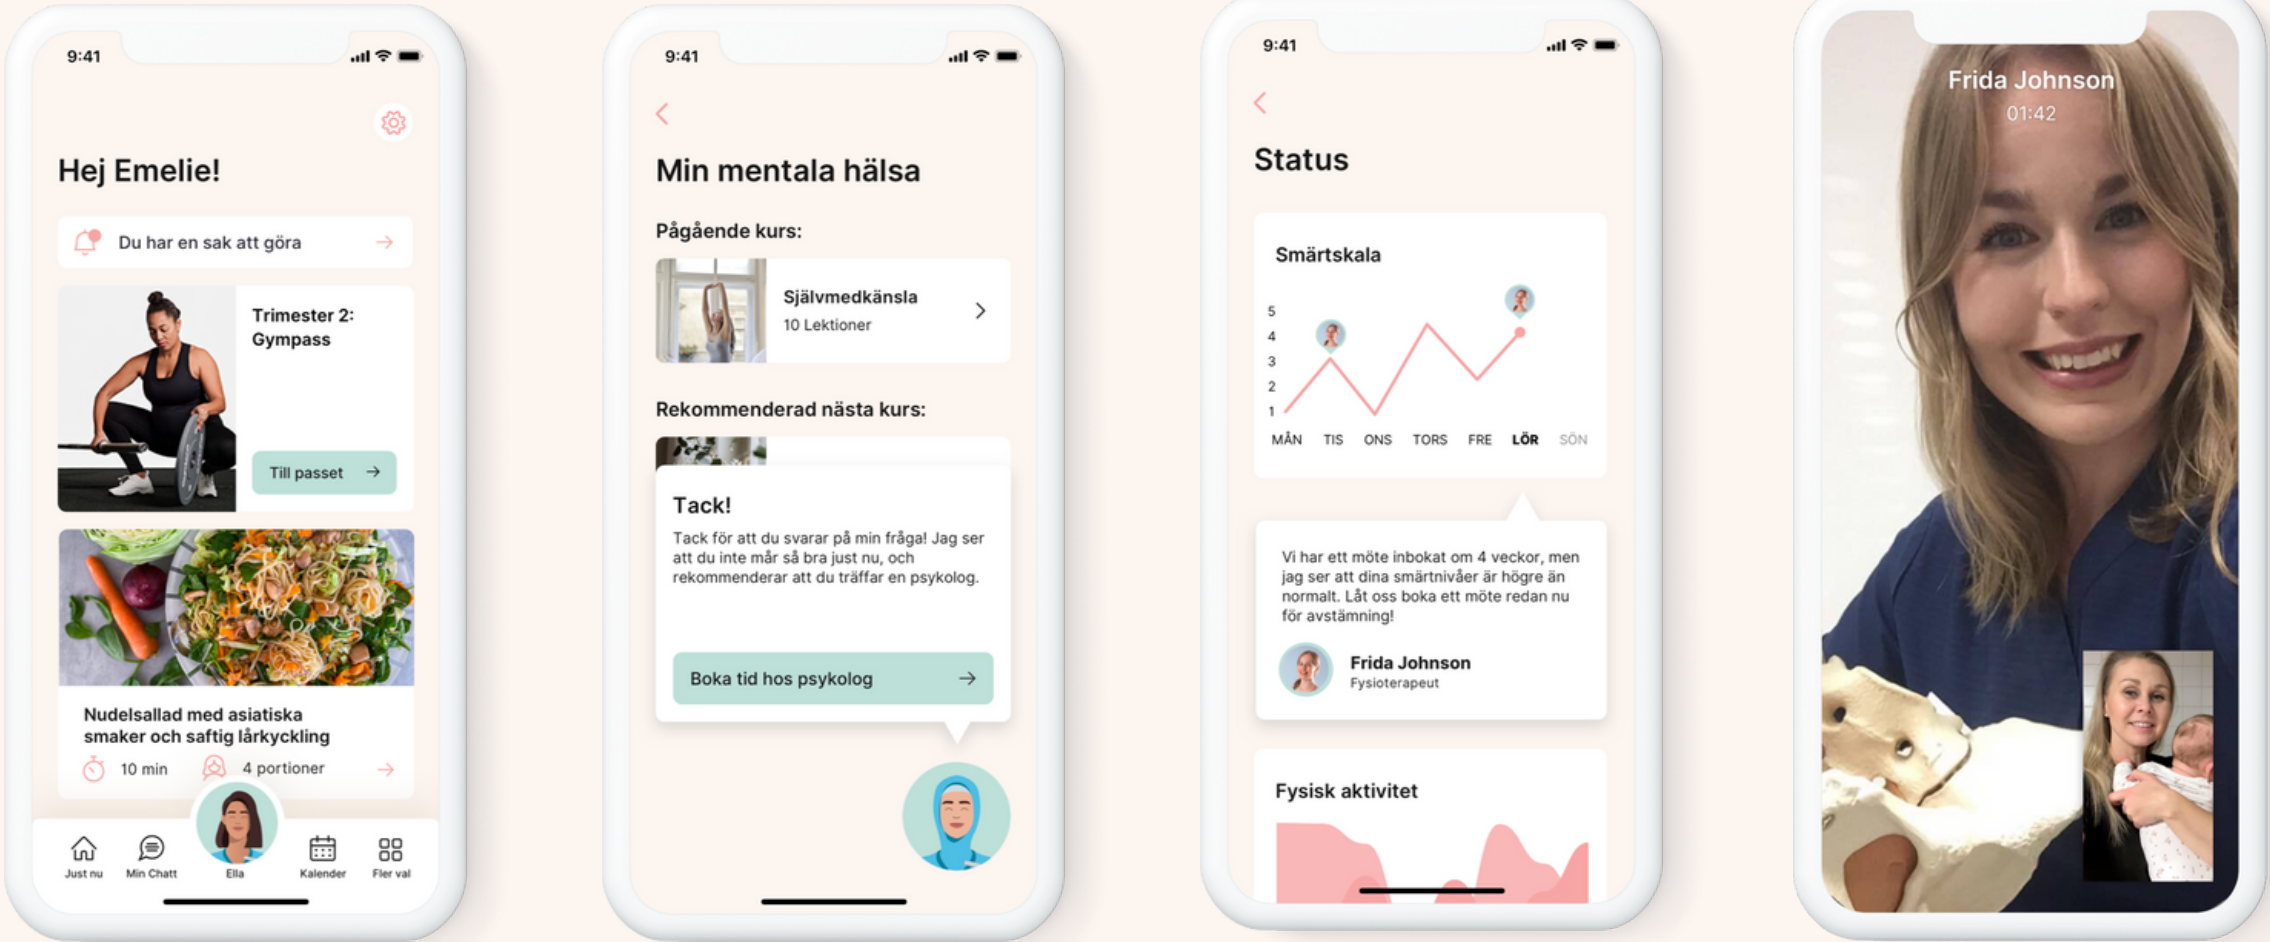 9:41
Hej Emelie!
Du har en sak att göra
Trimester 2:
Gympass
Till passet
Nudelsallad med asiatiska
smaker och saftig lårkyckling
10 min
4 portioner
Just nu
Min Chatt
Ella
Kalender
Fler val
9:41
Min mentala hälsa
Pågående kurs:
Självmedkänsla
10 Lektioner
Rekommenderad nästa kurs:
Tack!
Tack för att du svarar på min fråga! Jag ser
att du inte mår så bra just nu, och
rekommenderar att du träffar en psykolog.
Boka tid hos psykolog
9:41
Status
Smärtskala
5
4
3
2
1
MÅN TIS ONS TORS FRE LÖR SÖN
Vi har ett möte inbokat om 4 veckor, men
jag ser att dina smärtnivåer är högre än
normalt. Låt oss boka ett möte redan nu
för avstämning!
Frida Johnson
Fysioterapeut
Fysisk aktivitet
Frida Johnson
01:42